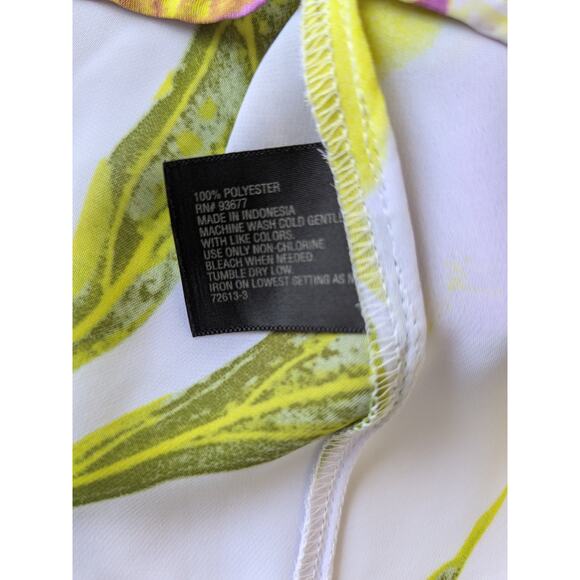 100% POLYESTER
RN# 93677
MADE IN INDONESIA
MACHINE WASH COLD GENTLE
WITH LIKE COLORS.
USE ONLY NON-CHLORINE
BLEACH WHEN NEEDED.
TUMBLE DRY LOW.
IRON ON LOWEST SETTING AS
72613-3